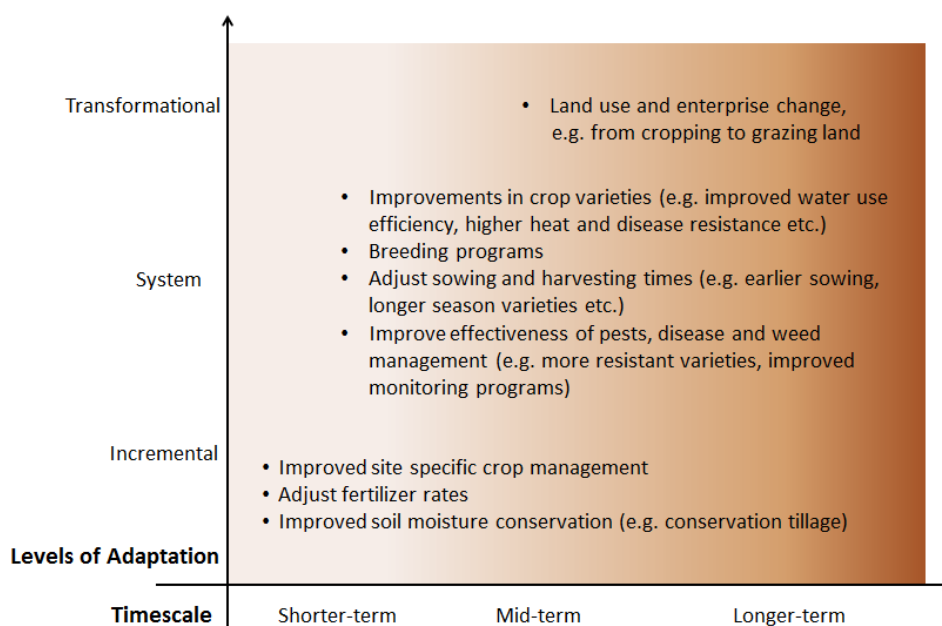 Transformational
• Land use and enterprise change,
e.g. from cropping to grazing land
System
• Improvements in crop varieties (e.g. improved water use
efficiency, higher heat and disease resistance etc.)
• Breeding programs
• Adjust sowing and harvesting times (e.g. earlier sowing,
longer season varieties etc.)
• Improve effectiveness of pests, disease and weed
management (e.g. more resistant varieties, improved
monitoring programs)
Incremental
• Improved site specific crop management
• Adjust fertilizer rates
• Improved soil moisture conservation (e.g. conservation tillage)
Levels of Adaptation
Timescale Shorter-term Mid-term Longer-term